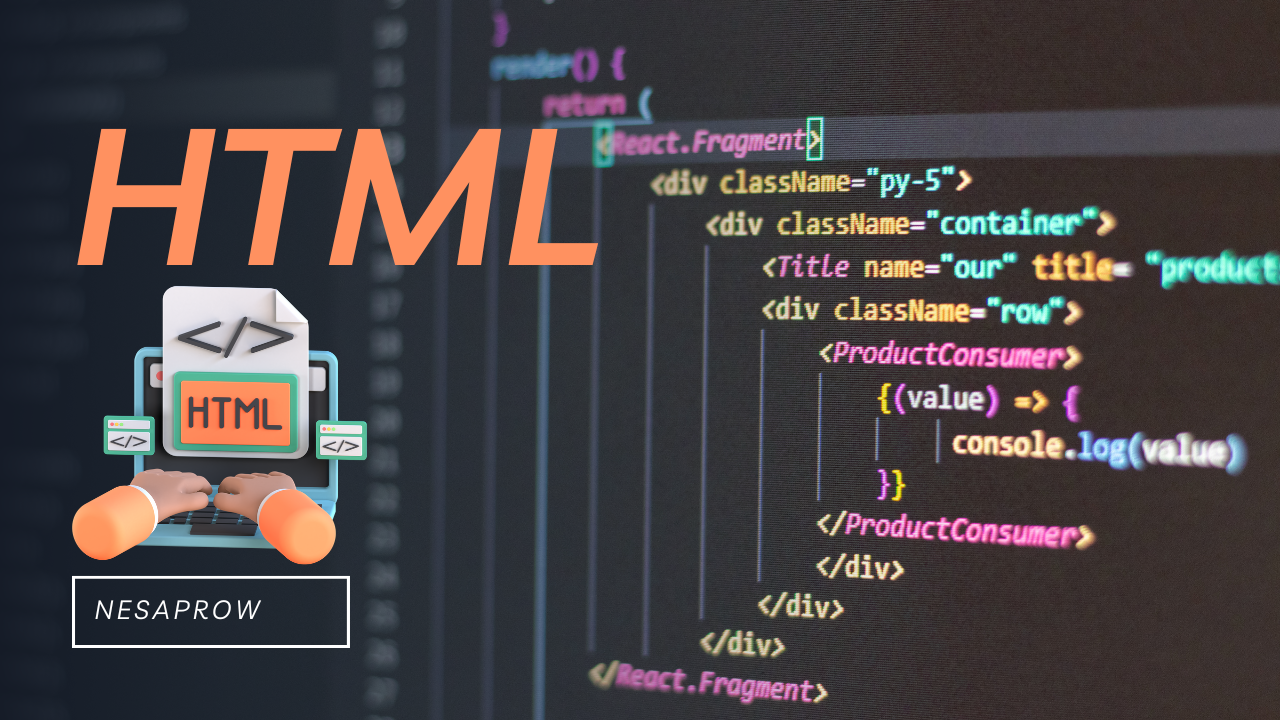 HTML
</>
HTML
</>
</>
NESAPROW
}
render() {
return (
<React.Fragment>
<div className="py-5">
<div className="container">
<Title name="our" title= "product
<div className="row">
<ProductConsumer>
{(value) => {
console.log(value)
}}
</ProductConsumer>
</div>
</div>
</div>
</React.Fragment>